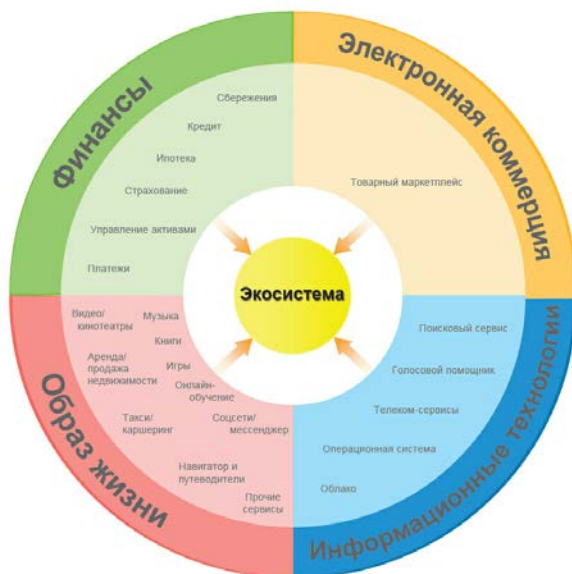 Финансы
Сбережения
Кредит
Ипотека
Страхование
Управление активами
Платежи
Электронная коммерция
Товарный маркетплейс
Экосистема
Образ жизни
Видео/
кинотеатры
Музыка
Книги
Аренда/
продажа
недвижимости
Игры
Онлайн-
обучение
Такси/
каршеринг
Соцсети/
мессенджер
Навигатор и
путеводители
Прочие
сервисы
Информационные технологии
Поисковый сервис
Голосовой помощник
Телеком-сервисы
Операционная система
Облако